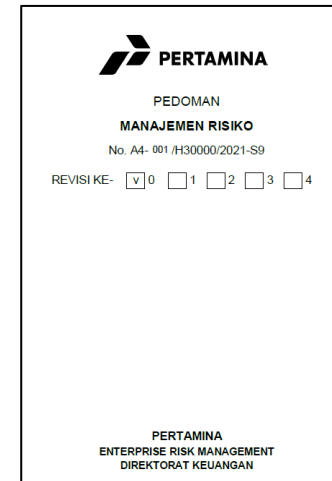 PERTAMINA
PEDOMAN
MANAJEMEN RISIKO
No. A4- 001 /H30000/2021-S9
REVISI KE- v 0 1 2 3 4
PERTAMINA
ENTERPRISE RISK MANAGEMENT
DIREKTORAT KEUANGAN